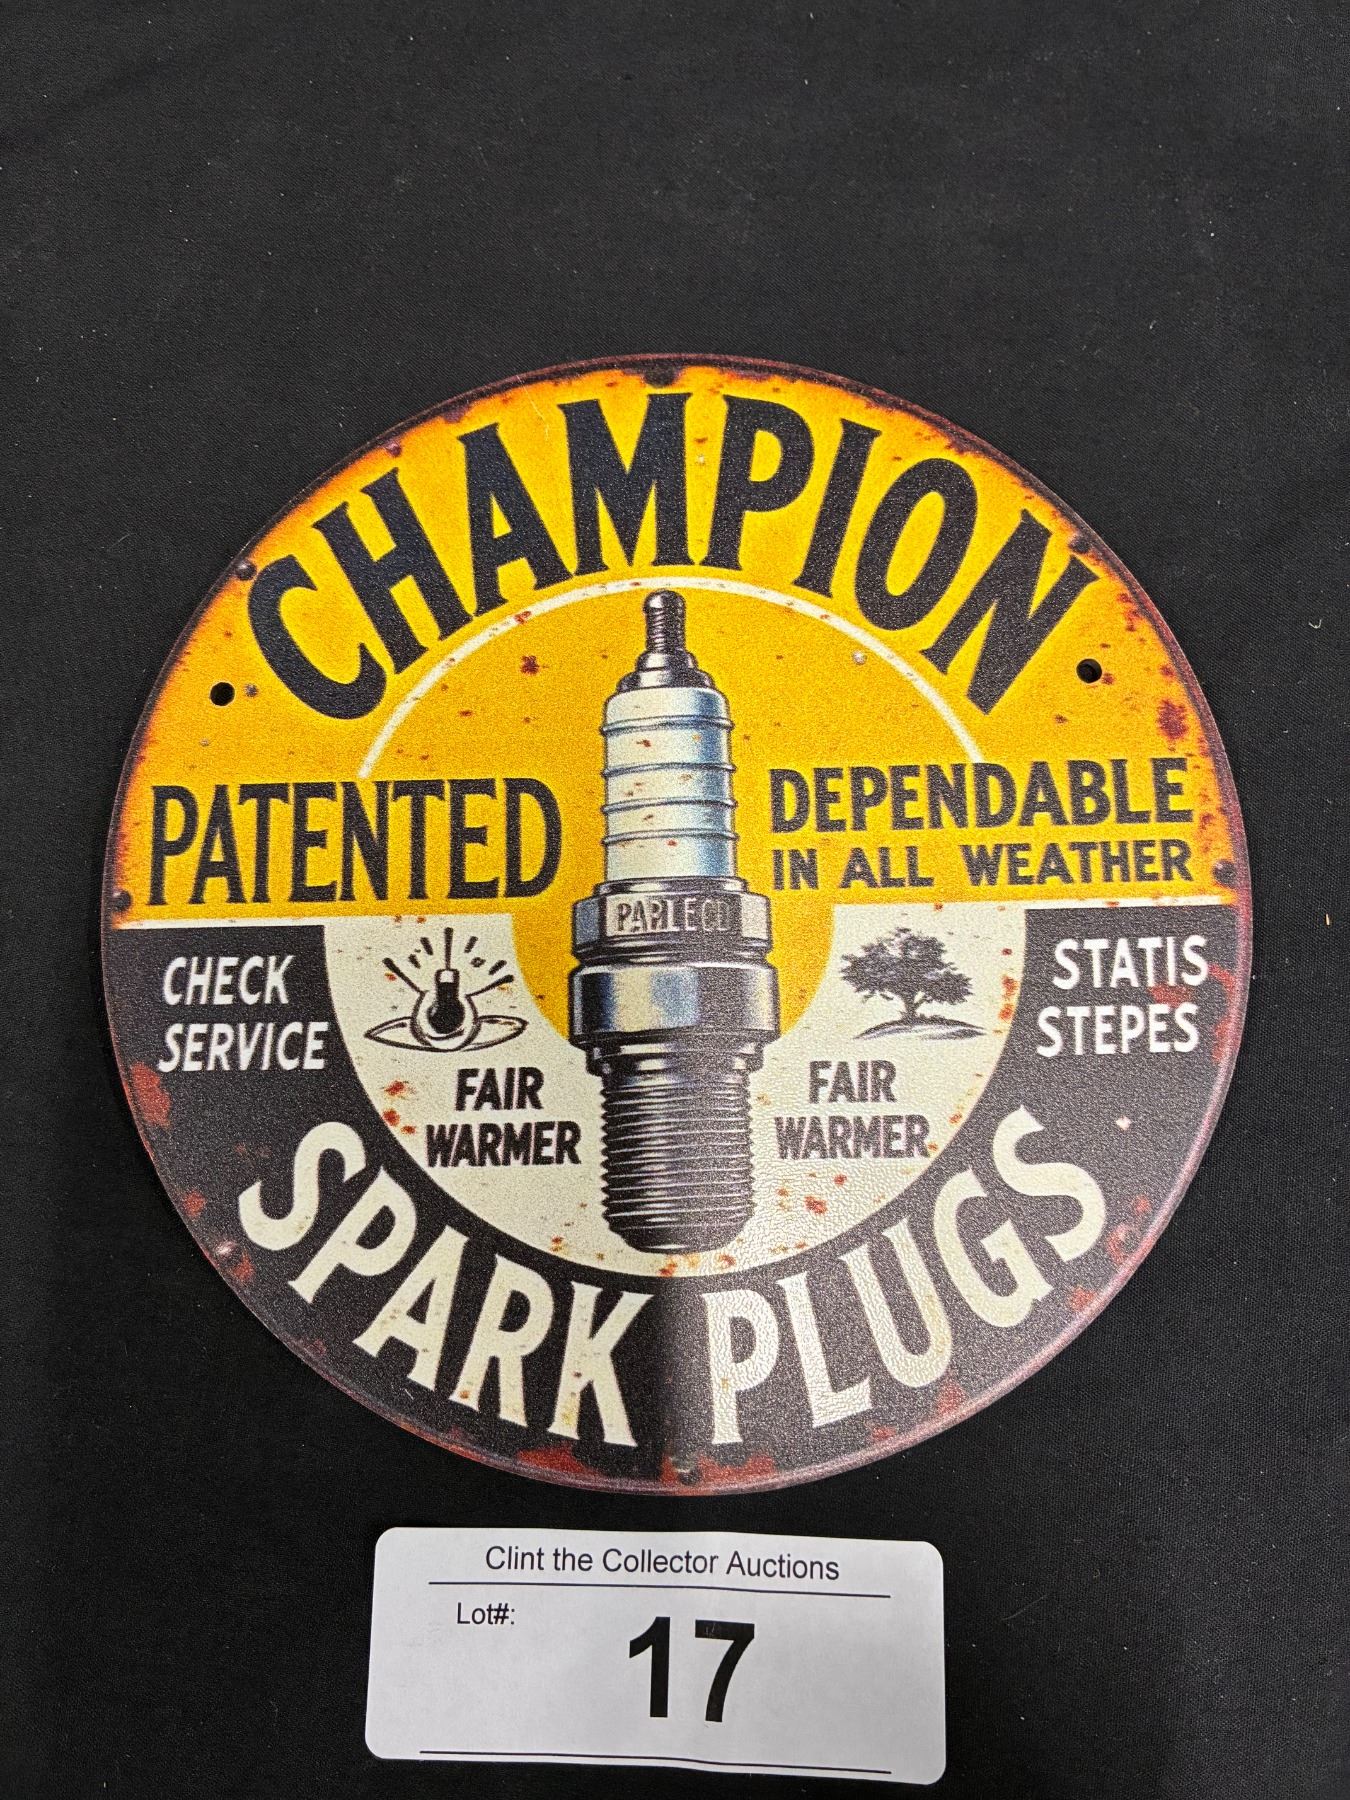 CHAMPION
PATENTED
DEPENDABLE
IN ALL WEATHER
CHECK
SERVICE
STATIS
STEPES
FAIR
WARMER
FAIR
WARMER
SPARK PLUGS
Clint the Collector Auctions
Lot#:
17